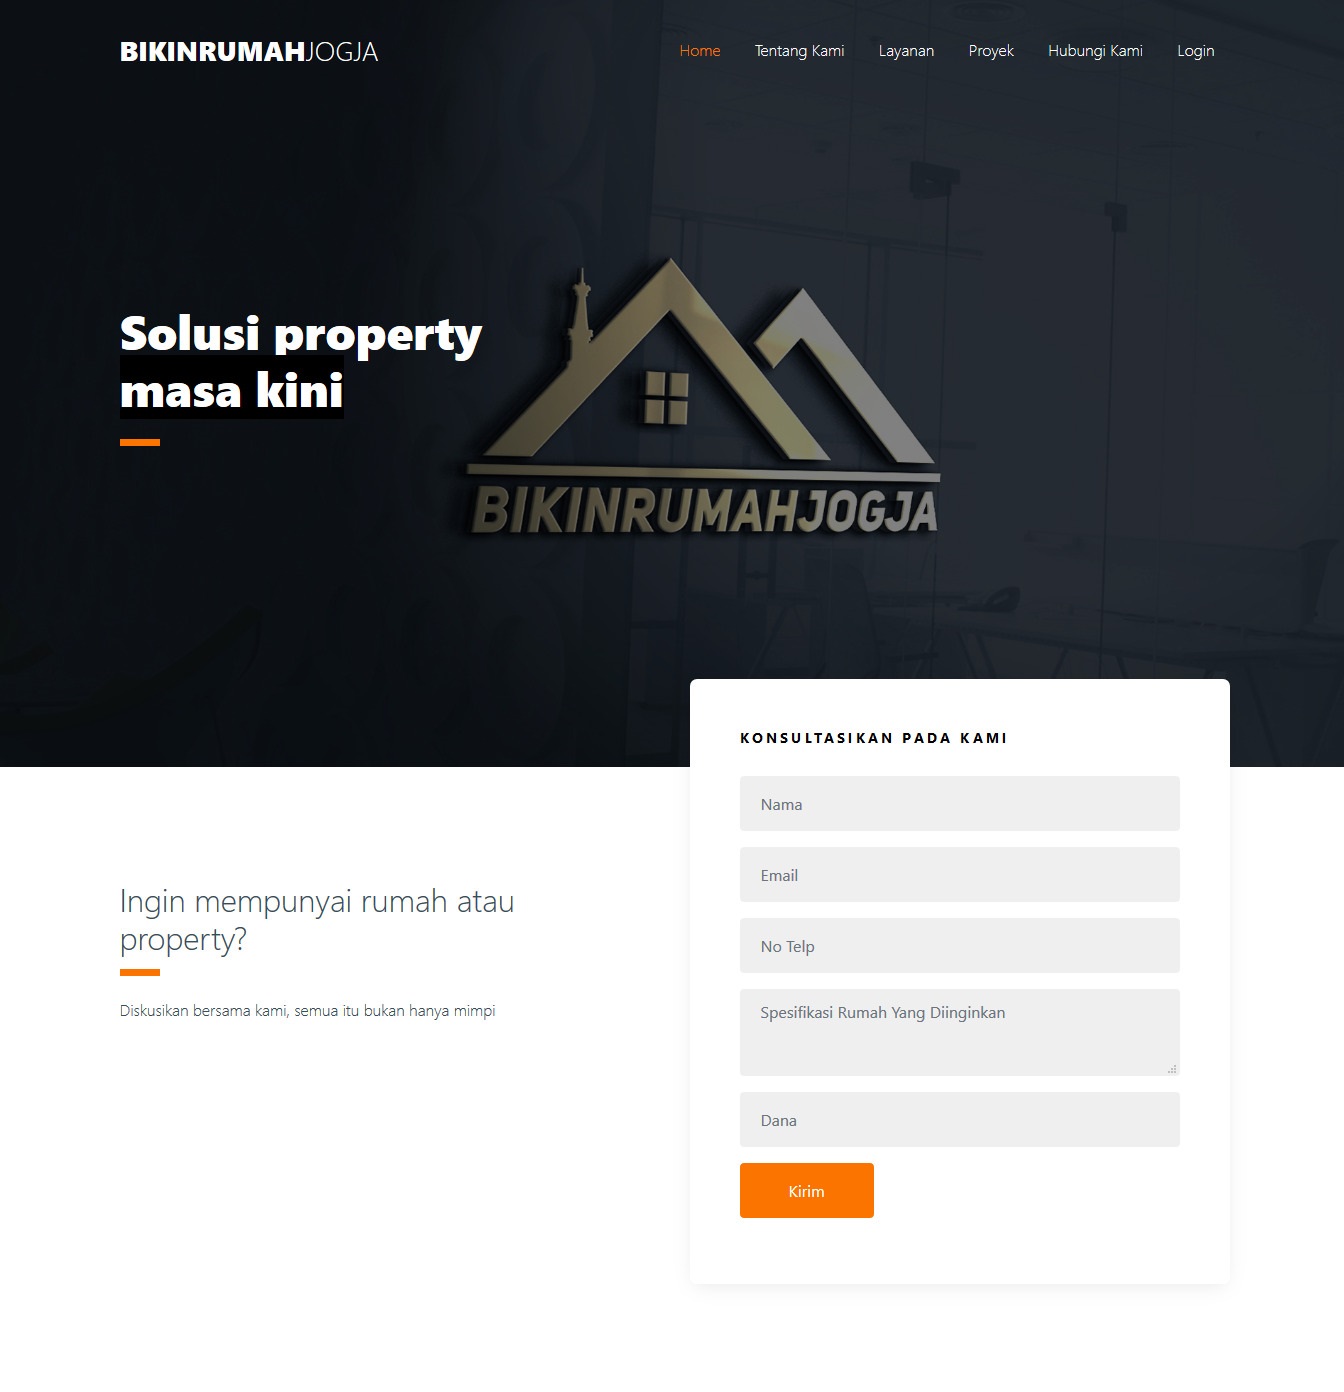 BIKINRUMAHJOGJA
Home Tentang Kami Layanan Proyek Hubungi Kami Login
Solusi property
masa kini
BIKINRUMAHJOGJA
KONSULTASIKAN PADA KAMI
Nama
Email
No Telp
Spesifikasi Rumah Yang Diinginkan
Dana
Kirim
Ingin mempunyai rumah atau
property?
Diskusikan bersama kami, semua itu bukan hanya mimpi